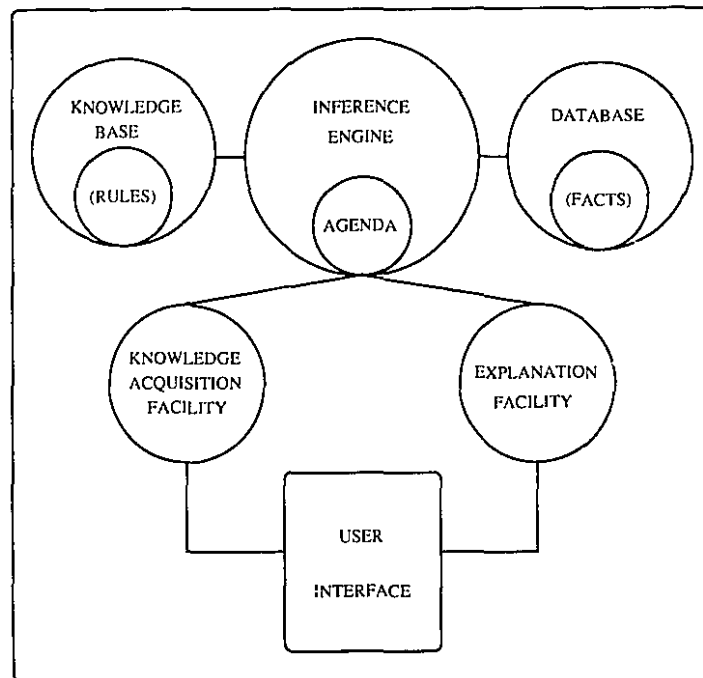 KNOWLEDGE
BASE
(RULES)
INFERENCE
ENGINE
AGENDA
DATABASE
(FACTS)
KNOWLEDGE
ACQUISITION
FACILITY
EXPLANATION
FACILITY
USER
INTERFACE